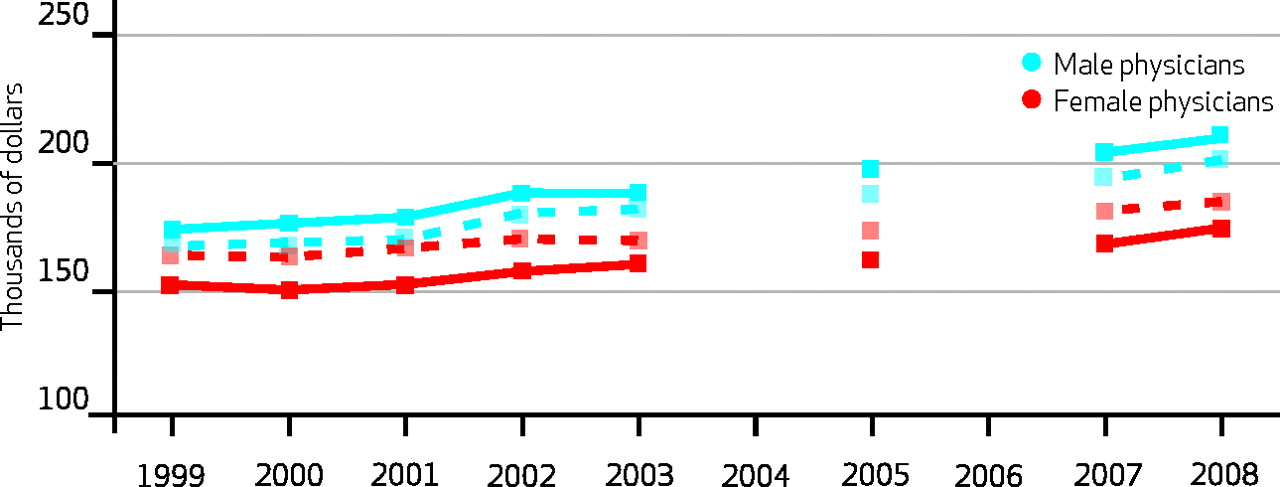 250
200
150
100
Thousands of dollars
Male physicians
Female physicians
1999 2000 2001 2002 2003 2004 2005 2006 2007 2008